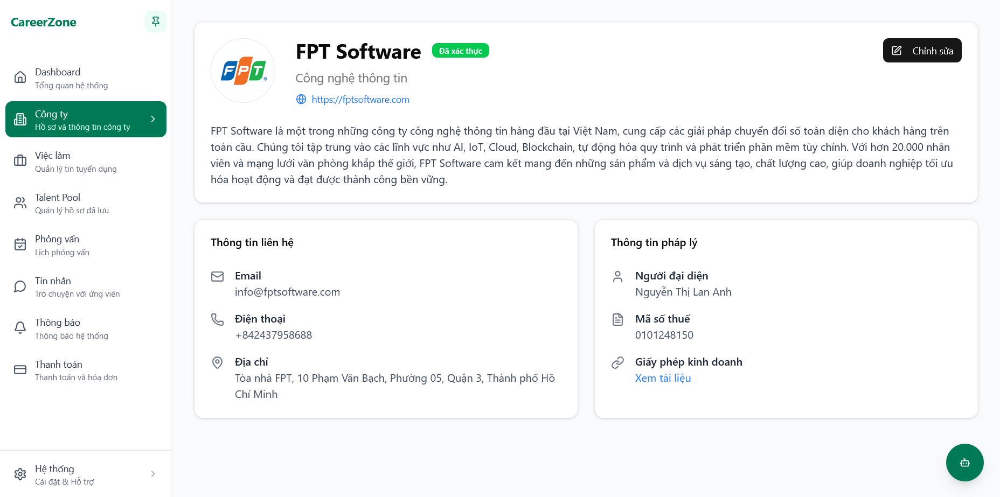 CareerZone
Dashboard
Tổng quan hệ thống
Công ty
Hồ sơ và thông tin công ty
Việc làm
Quản lý tin tuyển dụng
Talent Pool
Quản lý hồ sơ đã lưu
Phỏng vấn
Lịch phỏng vấn
Tin nhắn
Trò chuyện với ứng viên
Thông báo
Thông báo hệ thống
Thanh toán
Thanh toán và hóa đơn
Hệ thống
Cài đặt & Hỗ trợ
FPT
FPT Software
Đã xác thực
Chỉnh sửa
Công nghệ thông tin
https://fptsoftware.com
FPT Software là một trong những công ty công nghệ thông tin hàng đầu tại Việt Nam, cung cấp các giải pháp chuyển đổi số toàn diện cho khách hàng trên
toàn cầu. Chúng tôi tập trung vào các lĩnh vực như AI, IoT, Cloud, Blockchain, tự động hóa quy trình và phát triển phần mềm tùy chỉnh. Với hơn 20.000 nhân
viên và mạng lưới văn phòng khắp thế giới, FPT Software cam kết mang đến những sản phẩm và dịch vụ sáng tạo, chất lượng cao, giúp doanh nghiệp tối ưu
hóa hoạt động và đạt được thành công bền vững.
Thông tin liên hệ
Email
info@fptsoftware.com
Điện thoại
+842437958688
Địa chỉ
Tòa nhà FPT, 10 Phạm Văn Bạch, Phường 05, Quận 3, Thành phố Hồ
Chí Minh
Thông tin pháp lý
Người đại diện
Nguyễn Thị Lan Anh
Mã số thuế
0101248150
Giấy phép kinh doanh
Xem tài liệu